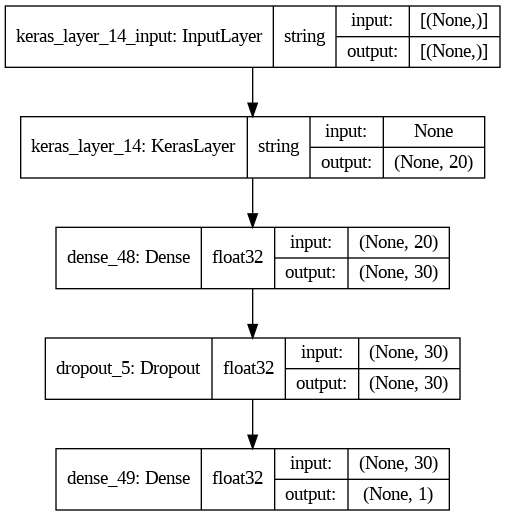 keras_layer_14_input: InputLayer string input: [(None,)]
output: [(None,)]
keras_layer_14: KerasLayer string input: None
output: (None, 20)
dense_48: Dense float32 input: (None, 20)
output: (None, 30)
dropout_5: Dropout float32 input: (None, 30)
output: (None, 30)
dense_49: Dense float32 input: (None, 30)
output: (None, 1)